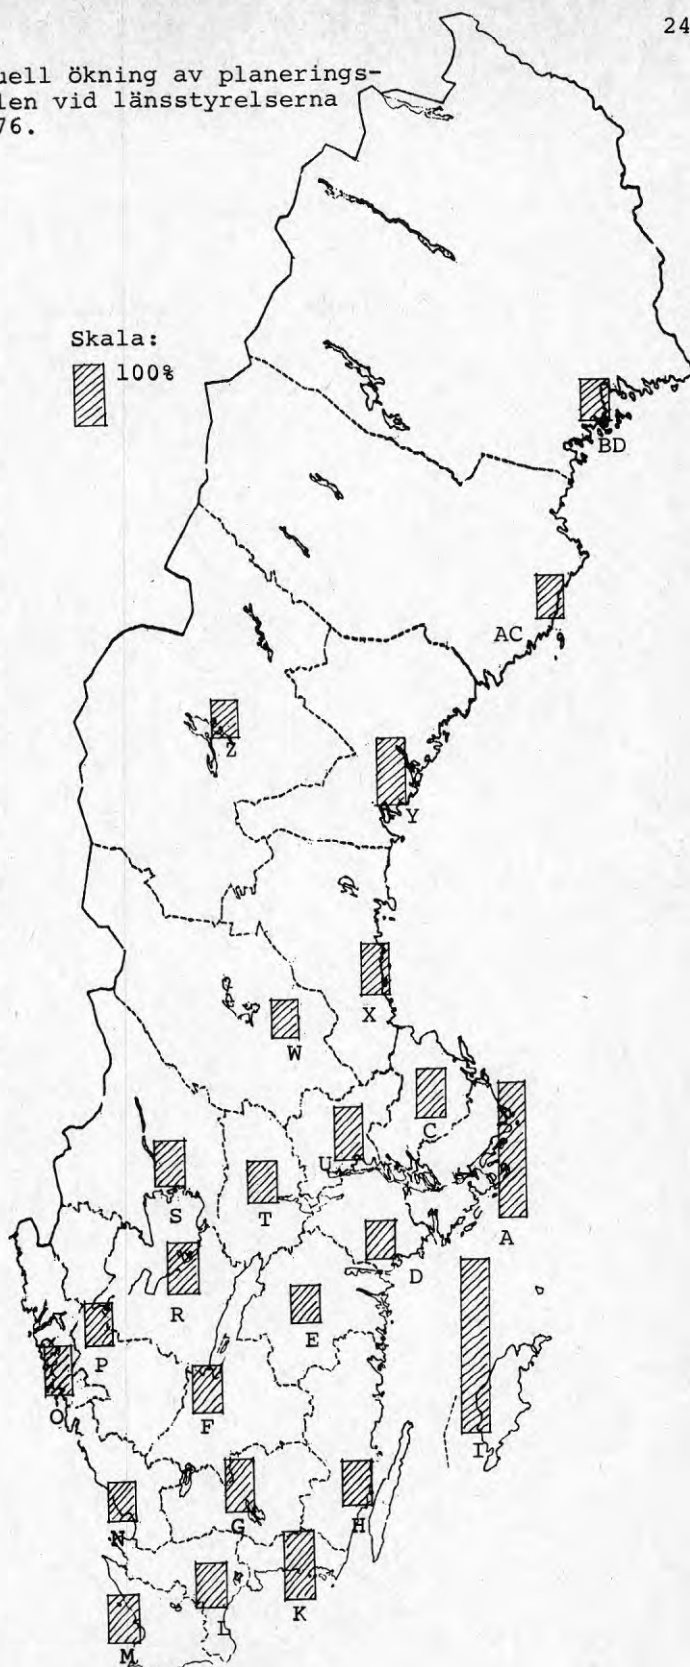 24
uell ökning av planerings-
len vid länsstyrelserna
76.
Skala:
100%
BD
AC
Z
Y
X
W
C
U
S
T
A
D
R
E
P
O
F
I
G
H
N
K
L
M